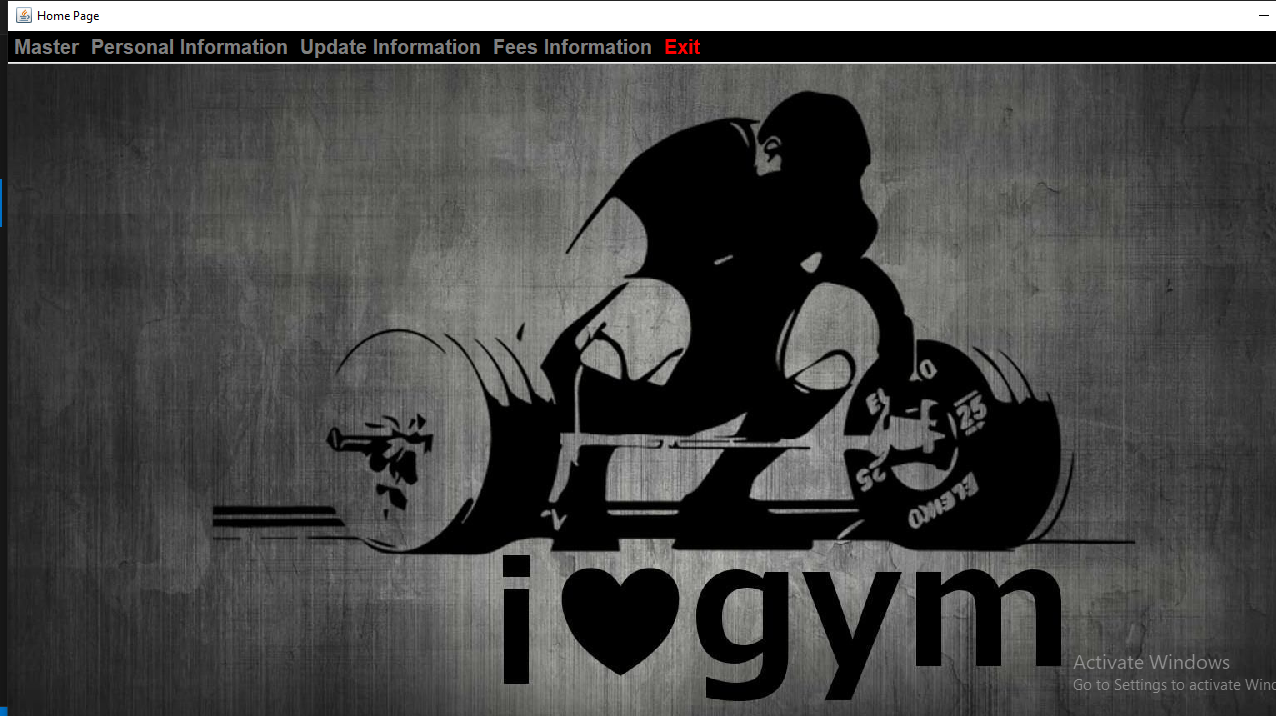 Home Page
Master Personal Information Update Information Fees Information Exit
25
25
ELEIKO
i♥gym
Activate Windows
Go to Settings to activate Wind